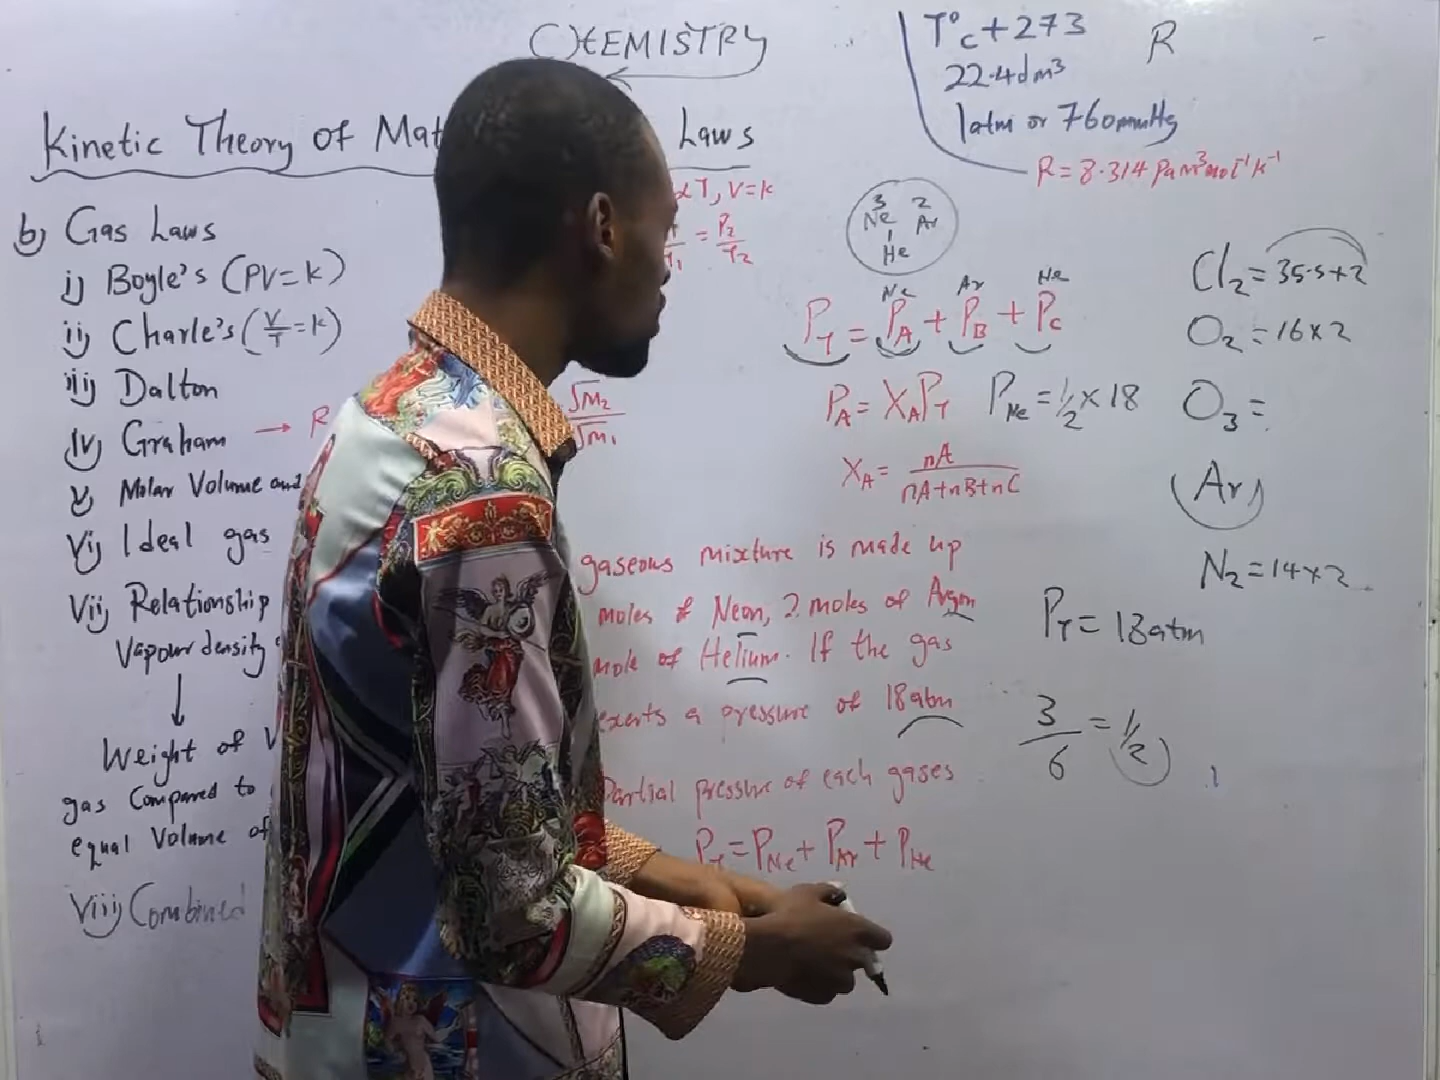 CHEMISTRY
Kinetic Theory of Mat
Laws
b) Gas Laws
i) Boyle's (PV=k)
ii) Charle's (V/T=k)
iii) Dalton
iv) Graham → R
v) Molar Volume and
vi) Ideal gas
vii) Relationship
Vapour density
↓
Weight of V
gas Compared to
equal Volume of
viii) Combined
αT, V=k
= P₂/T₂
√M₂/√M₁
T°C+273
22.4dm³
1atm or 760mmHg
R
R = 8.314 Pa m³ mol⁻¹ k⁻¹
3 Ne 2 Ar
1 He
Ne Ar He
P_T = P_A + P_B + P_C
P_A = X_A P_T
P_Ne = 1/2 × 18
X_A = nA/(nA+nB+nC)
gaseous mixture is made up
moles of Neon, 2 moles of Argon
mole of Helium. If the gas
exerts a pressure of 18atm
Partial pressure of each gases
P_T = P_Ne + P_Ar + P_He
Cl₂ = 35.5×2
O₂ = 16×2
O₃ =
(Ar)
N₂ = 14×2
P_T = 18atm
3/6 = 1/2